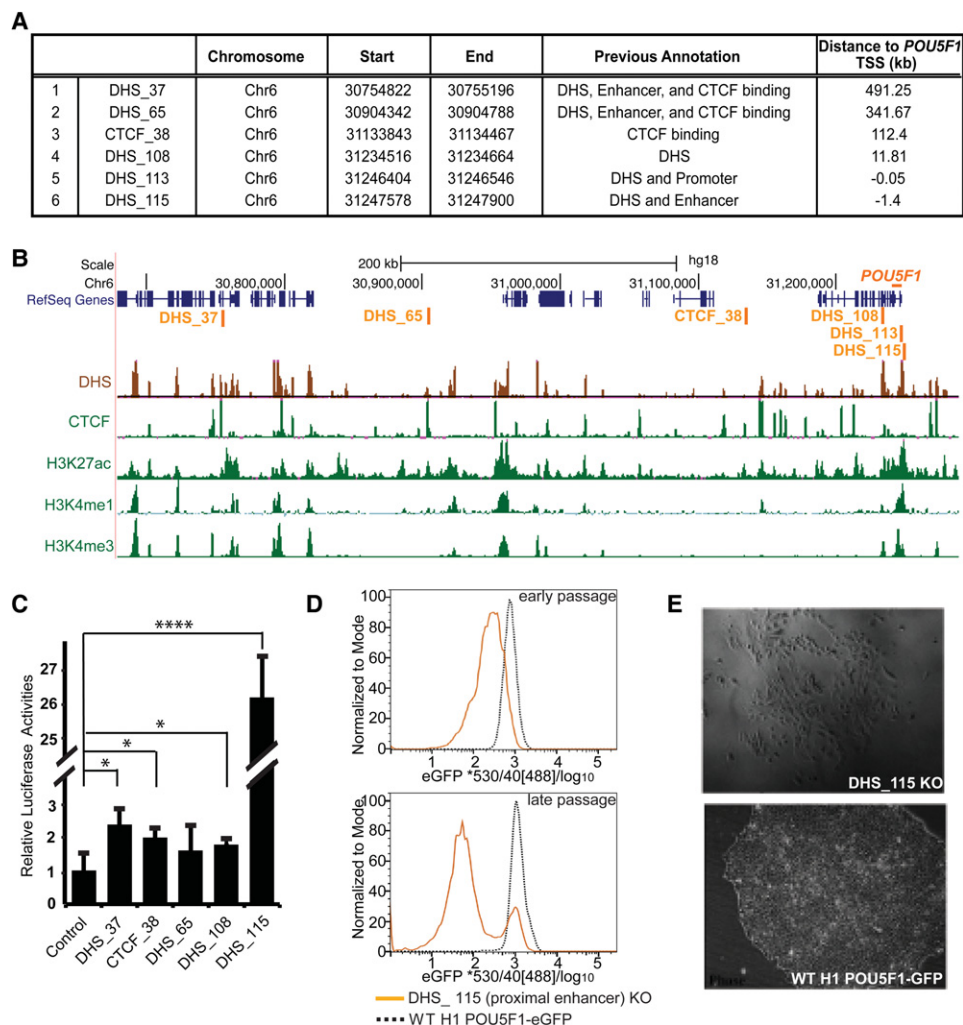 A
Chromosome Start End Previous Annotation Distance to POU5F1 TSS (kb)
1 DHS_37 Chr6 30754822 30755196 DHS, Enhancer, and CTCF binding 491.25
2 DHS_65 Chr6 30904342 30904788 DHS, Enhancer, and CTCF binding 341.67
3 CTCF_38 Chr6 31133843 31134467 CTCF binding 112.4
4 DHS_108 Chr6 31234516 31234664 DHS 11.81
5 DHS_113 Chr6 31246404 31246546 DHS and Promoter -0.05
6 DHS_115 Chr6 31247578 31247900 DHS and Enhancer -1.4
B
Scale 200 kb hg18
Chr6 30,800,000 30,900,000 31,000,000 31,100,000 31,200,000 POU5F1
RefSeq Genes
DHS_37 DHS_65 CTCF_38 DHS_108
DHS_113
DHS_115
DHS
CTCF
H3K27ac
H3K4me1
H3K4me3
C
Relative Luciferase Activities
27
26
25
2
1
0
****
*
*
*
Control DHS_37 CTCF_38 DHS_65 DHS_108 DHS_115
D
early passage
Normalized to Mode
100
80
60
40
20
0
1 2 3 4 5
eGFP *530/40[488]/log10
late passage
Normalized to Mode
100
80
60
40
20
0
1 2 3 4 5
eGFP *530/40[488]/log10
DHS_ 115 (proximal enhancer) KO
WT H1 POU5F1-eGFP
E
DHS_115 KO
Phase
WT H1 POU5F1-GFP